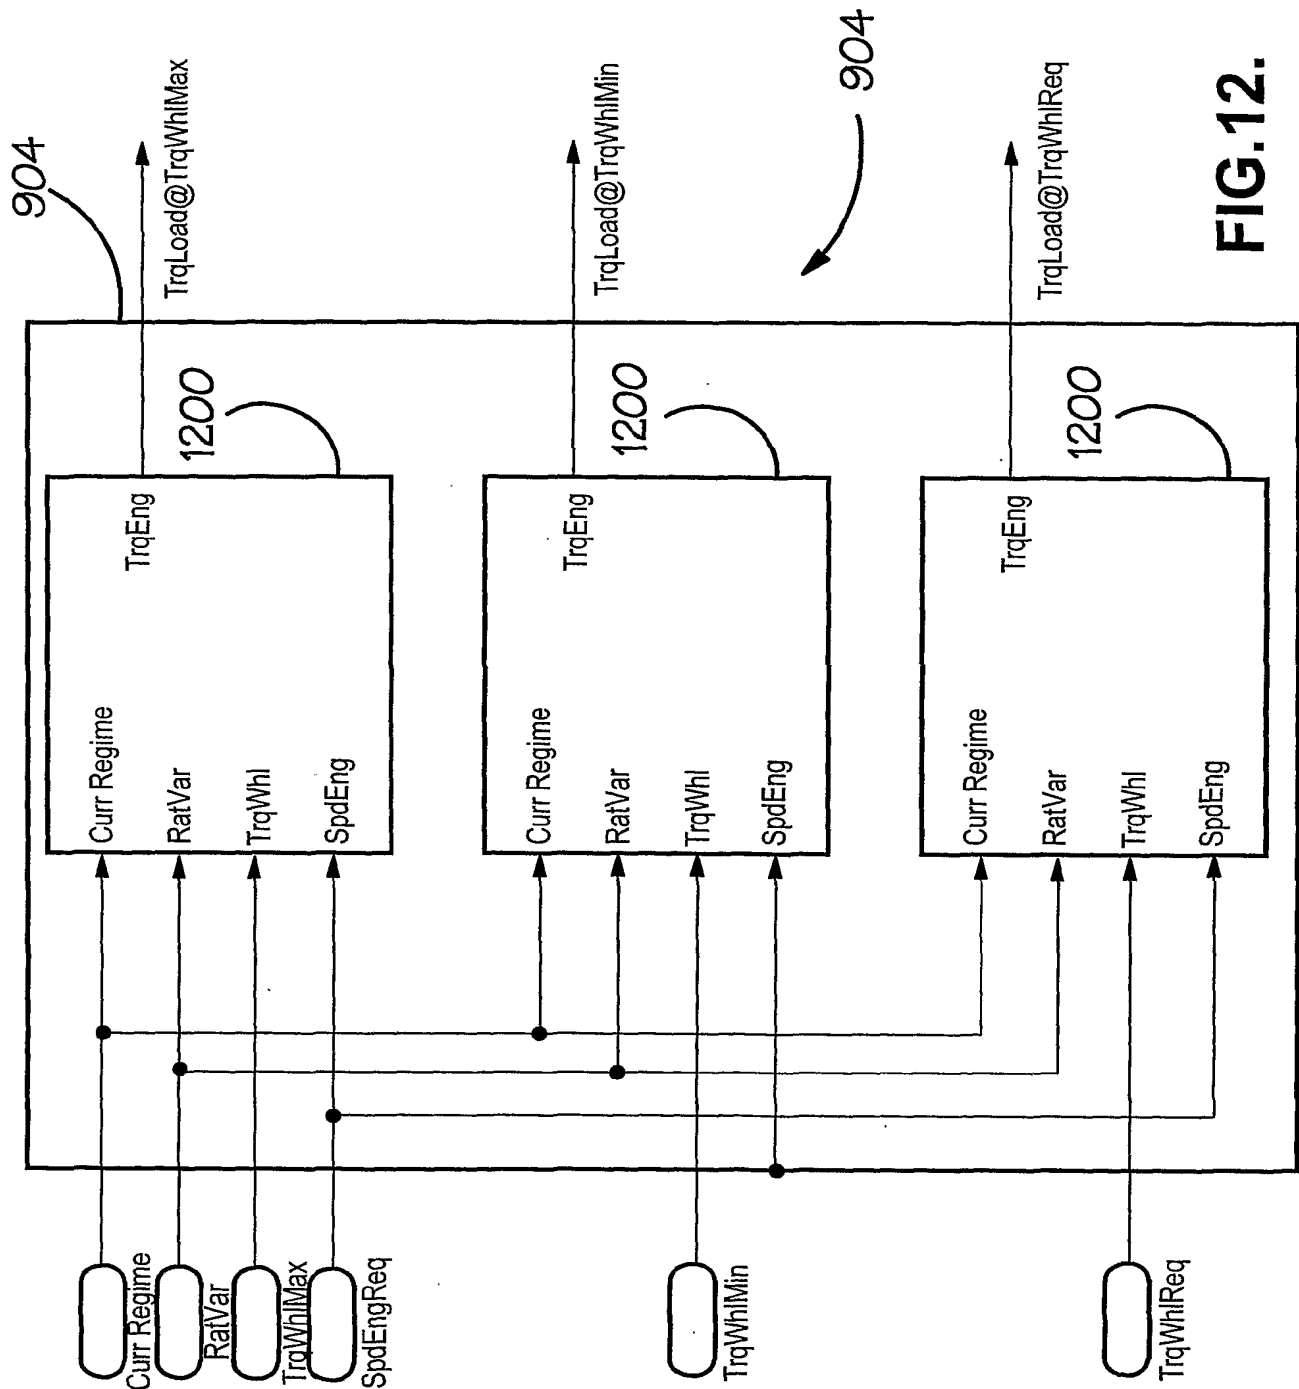 904
TrqLoad@TrqWhlMax
1200
TrqEng
Curr Regime
RatVar
TrqWhl
SpdEng
Curr Regime
RatVar
TrqWhlMax
SpdEngReq
TrqLoad@TrqWhlMin
904
1200
TrqEng
Curr Regime
RatVar
TrqWhl
SpdEng
TrqWhlMin
TrqLoad@TrqWhlReq
1200
TrqEng
Curr Regime
RatVar
TrqWhl
SpdEng
TrqWhlReq
FIG.12.